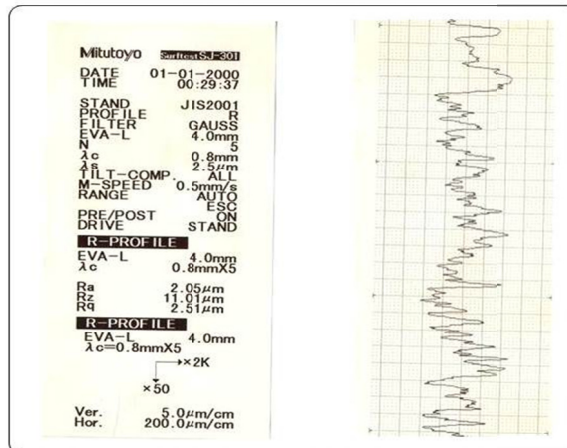 Mitutoyo SurftestSJ-301
DATE 01-01-2000
TIME 00:29:37
STAND JIS2001
PROFILE R
FILTER GAUSS
EVA-L 4.0mm
N 5
λc 0.8mm
λs 2.5μm
TILT-COMP. ALL
M-SPEED 0.5mm/s
RANGE AUTO
ESC
PRE/POST ON
DRIVE STAND
R-PROFILE
EVA-L 4.0mm
λc 0.8mmX5
Ra 2.05μm
Rz 11.01μm
Rq 2.51μm
R-PROFILE
EVA-L 4.0mm
λc=0.8mmX5
×2K
×50
Ver. 5.0μm/cm
Hor. 200.0μm/cm